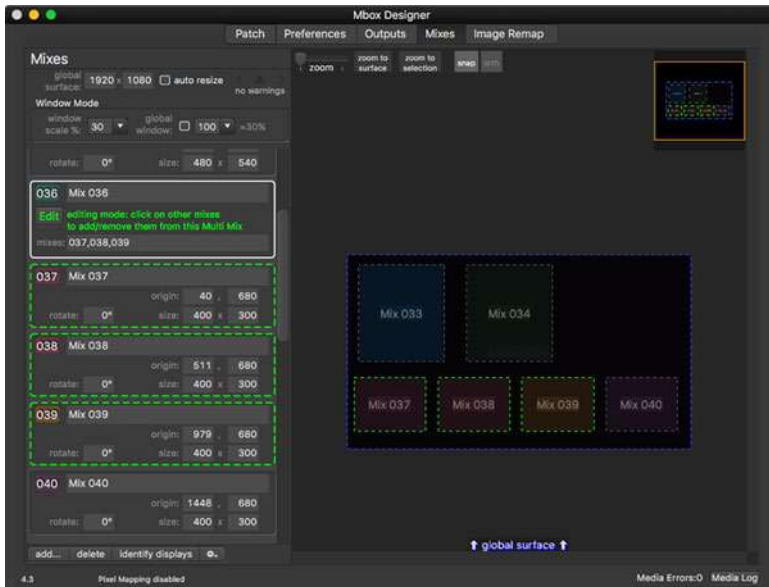 Mbox Designer
Patch Preferences Outputs Mixes Image Remap
Mixes
global surface: 1920 x 1080 auto resize
no warnings
Window Mode
window scale %: 30 global window: 100 =30%
rotate: 0° size: 480 x 540
036 Mix 036
Edit editing mode: click on other mixes
to add/remove them from this Multi Mix
mixes: 037,038,039
037 Mix 037
origin: 40 , 680
rotate: 0° size: 400 x 300
038 Mix 038
origin: 511 , 680
rotate: 0° size: 400 x 300
039 Mix 039
origin: 979 , 680
rotate: 0° size: 400 x 300
040 Mix 040
origin: 1448 , 680
rotate: 0° size: 400 x 300
add... delete identify displays
zoom
zoom to surface
zoom to selection
snap
Mix 033 Mix 034
Mix 037 Mix 038 Mix 039 Mix 040
global surface
4.3 Pixel Mapping disabled Media Errors:0 Media Log